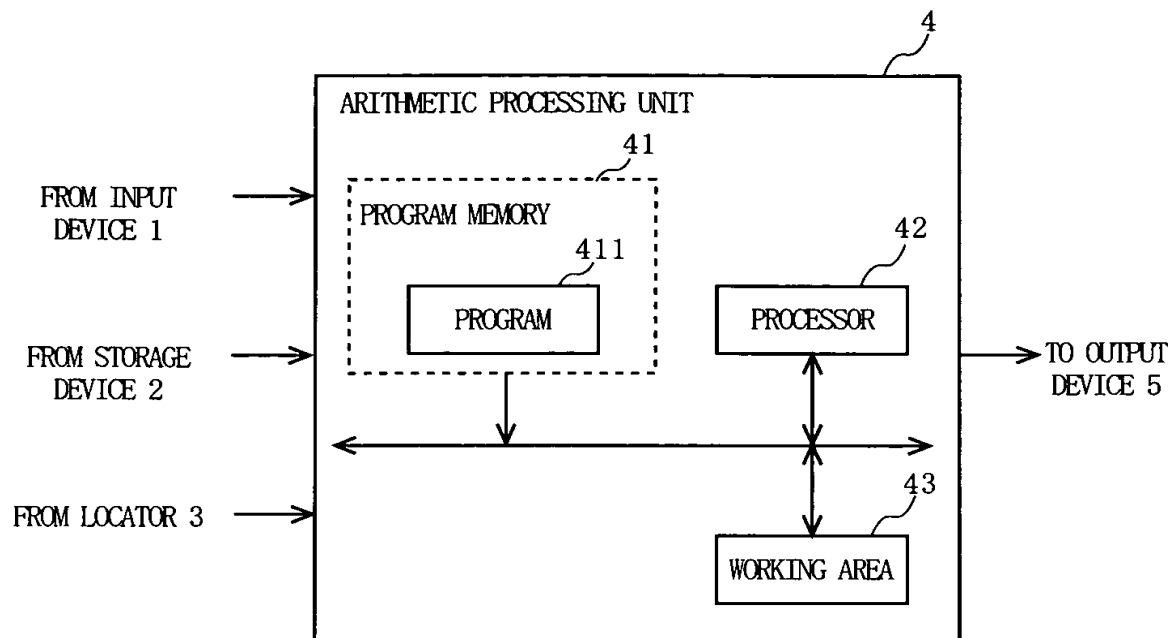 4
ARITHMETIC PROCESSING UNIT
41
FROM INPUT
DEVICE 1
PROGRAM MEMORY
411
42
PROGRAM
PROCESSOR
FROM STORAGE
DEVICE 2
TO OUTPUT
DEVICE 5
43
FROM LOCATOR 3
WORKING AREA